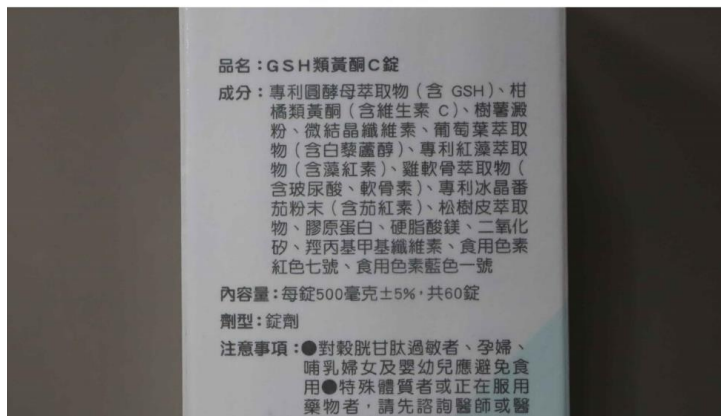 品名：GSH類黃酮C錠
成分：專利圓酵母萃取物（含 GSH）、柑
橘類黃酮（含維生素 C）、樹薯澱
粉、微結晶纖維素、葡萄葉萃取
物（含白藜蘆醇）、專利紅藻萃取
物（含藻紅素）、雞軟骨萃取物（
含玻尿酸、軟骨素）、專利冰晶番
茄粉末（含茄紅素）、松樹皮萃取
物、膠原蛋白、硬脂酸鎂、二氧化
矽、羥丙基甲基纖維素、食用色素
紅色七號、食用色素藍色一號
內容量：每錠500毫克±5%，共60錠
劑型：錠劑
注意事項：●對穀胱甘肽過敏者、孕婦、
哺乳婦女及嬰幼兒應避免食
用●特殊體質者或正在服用
藥物者，請先諮詢醫師或醫